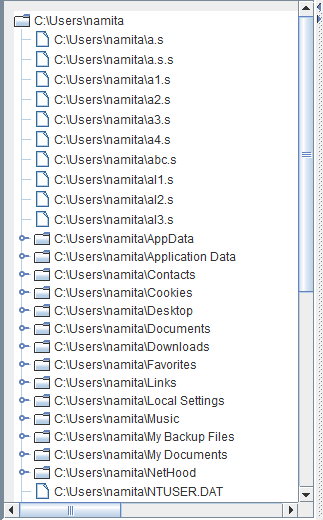 C:\Users\namita
C:\Users\namita\a.s
C:\Users\namita\a.s.s
C:\Users\namita\a1.s
C:\Users\namita\a2.s
C:\Users\namita\a3.s
C:\Users\namita\a4.s
C:\Users\namita\abc.s
C:\Users\namita\al1.s
C:\Users\namita\al2.s
C:\Users\namita\al3.s
C:\Users\namita\AppData
C:\Users\namita\Application Data
C:\Users\namita\Contacts
C:\Users\namita\Cookies
C:\Users\namita\Desktop
C:\Users\namita\Documents
C:\Users\namita\Downloads
C:\Users\namita\Favorites
C:\Users\namita\Links
C:\Users\namita\Local Settings
C:\Users\namita\Music
C:\Users\namita\My Backup Files
C:\Users\namita\My Documents
C:\Users\namita\NetHood
C:\Users\namita\NTUSER.DAT